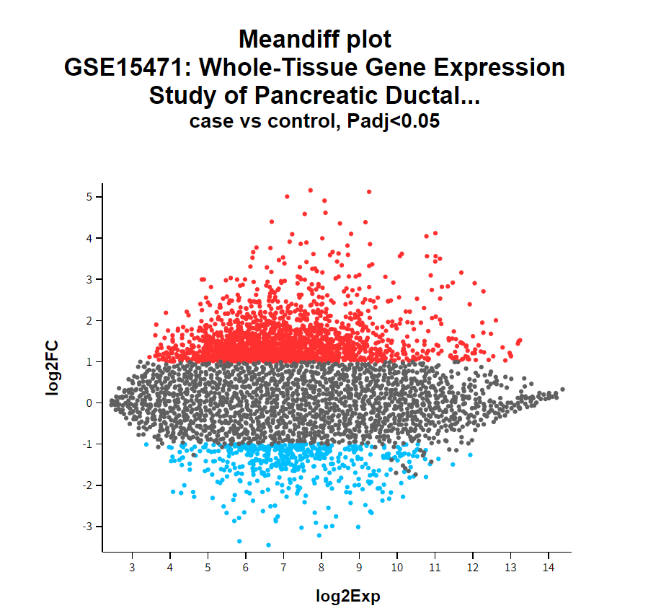 Meandiff plot
GSE15471: Whole-Tissue Gene Expression
Study of Pancreatic Ductal...
case vs control, Padj<0.05
log2FC
5
4
3
2
1
0
-1
-2
-3
3 4 5 6 7 8 9 10 11 12 13 14
log2Exp